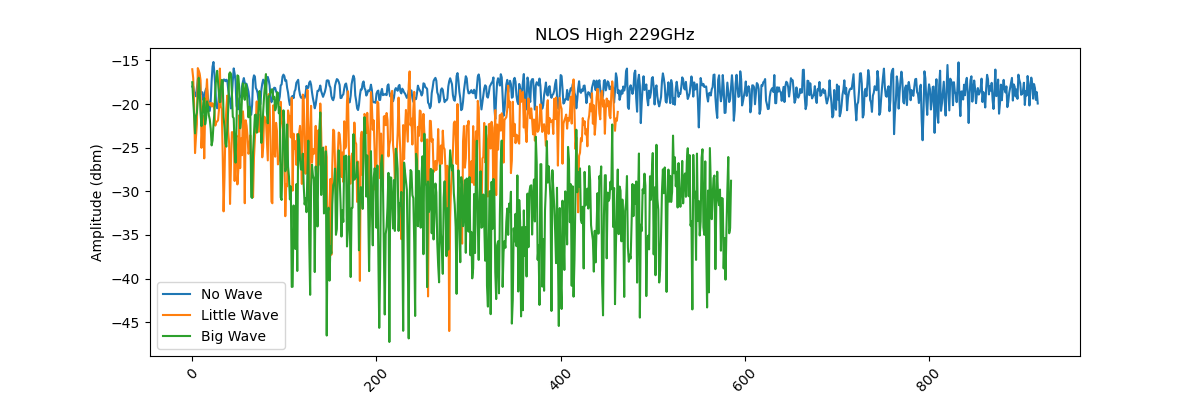 NLOS High 229GHz
Amplitude (dbm)
−15
−20
−25
−30
−35
−40
−45
No Wave
Little Wave
Big Wave
0
200
400
600
800